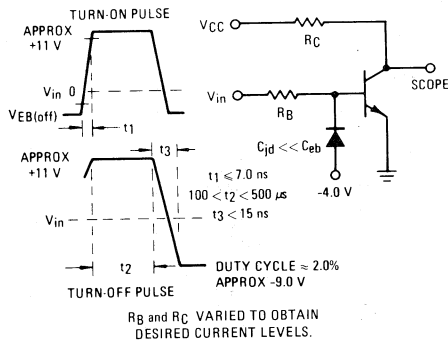 TURN-ON PULSE
APPROX
+11 V
Vin 0
VEB(off)
t1
t3
VCC
RC
SCOPE
Vin
RB
Cjd << Ceb
-4.0 V
APPROX
+11 V
t1 ⩽ 7.0 ns
100 < t2 < 500 μs
t3 < 15 ns
Vin
t2
DUTY CYCLE ≈ 2.0%
APPROX -9.0 V
TURN-OFF PULSE
RB and RC VARIED TO OBTAIN
DESIRED CURRENT LEVELS.